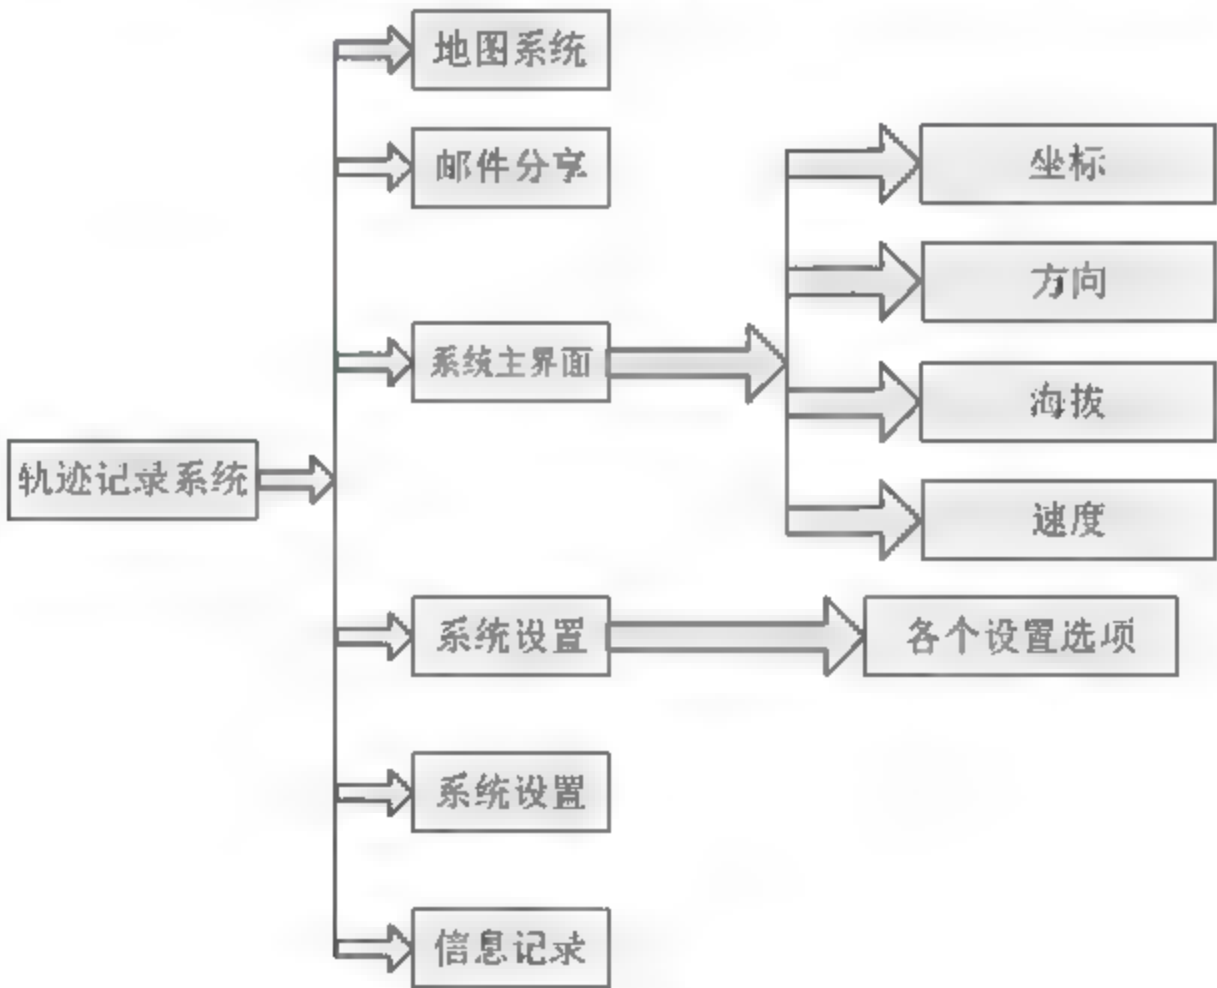 地图系统
邮件分享
坐标
方向
系统主界面
海拔
轨迹记录系统
速度
系统设置
各个设置选项
系统设置
信息记录